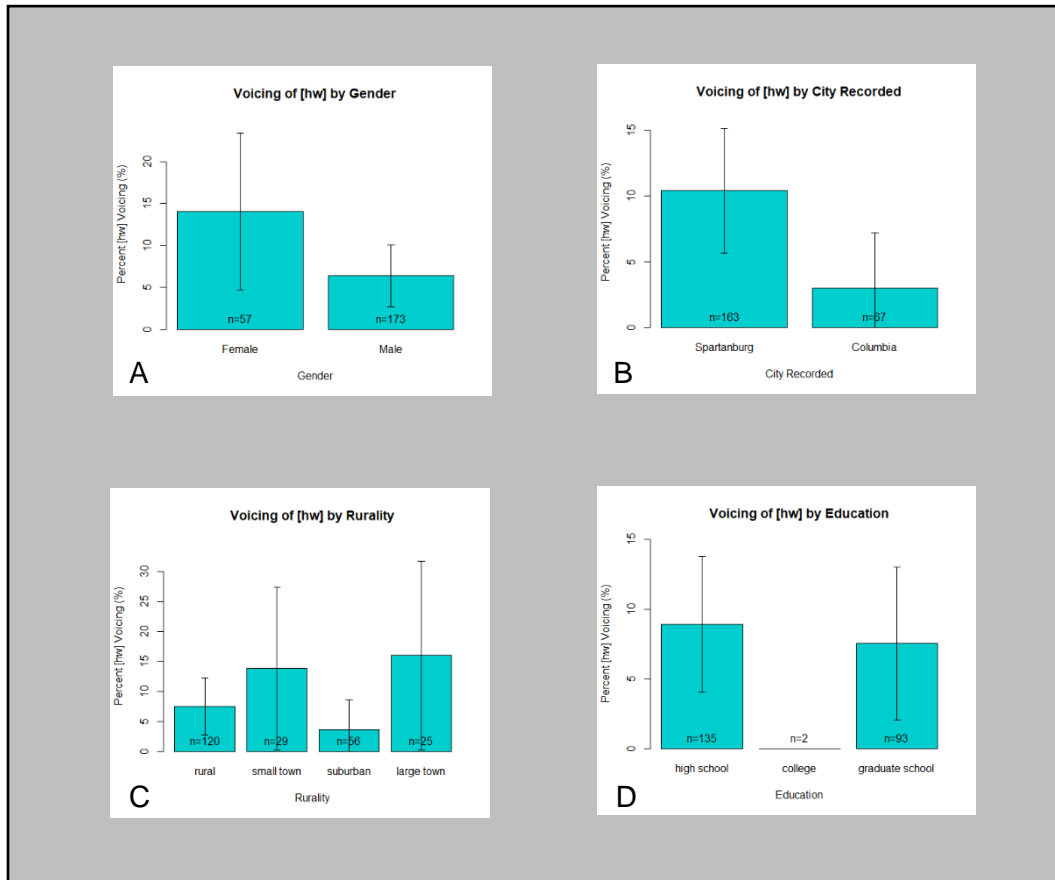 Voicing of [hw] by Gender
Percent [hw] Voicing (%)
20
15
10
5
0
n=57
n=173
Female
Male
Gender
A
Voicing of [hw] by City Recorded
Percent [hw] Voicing (%)
15
10
5
0
n=163
n=67
Spartanburg
Columbia
City Recorded
B
Voicing of [hw] by Rurality
Percent [hw] Voicing (%)
30
25
20
15
10
5
0
n=120
n=29
n=56
n=25
rural
small town
suburban
large town
Rurality
C
Voicing of [hw] by Education
Percent [hw] Voicing (%)
15
10
5
0
n=135
n=2
n=93
high school
college
graduate school
Education
D